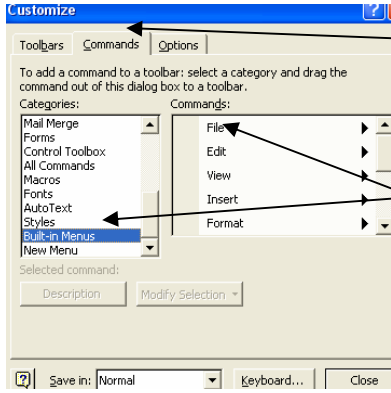 Customize
Toolbars Commands Options
To add a command to a toolbar: select a category and drag the
command out of this dialog box to a toolbar.
Categories: Commands:
Mail Merge
Forms
Control Toolbox
All Commands
Macros
Fonts
AutoText
Styles
Built-in Menus
New Menu
File
Edit
View
Insert
Format
Selected command:
Description Modify Selection
Save in: Normal Keyboard... Close